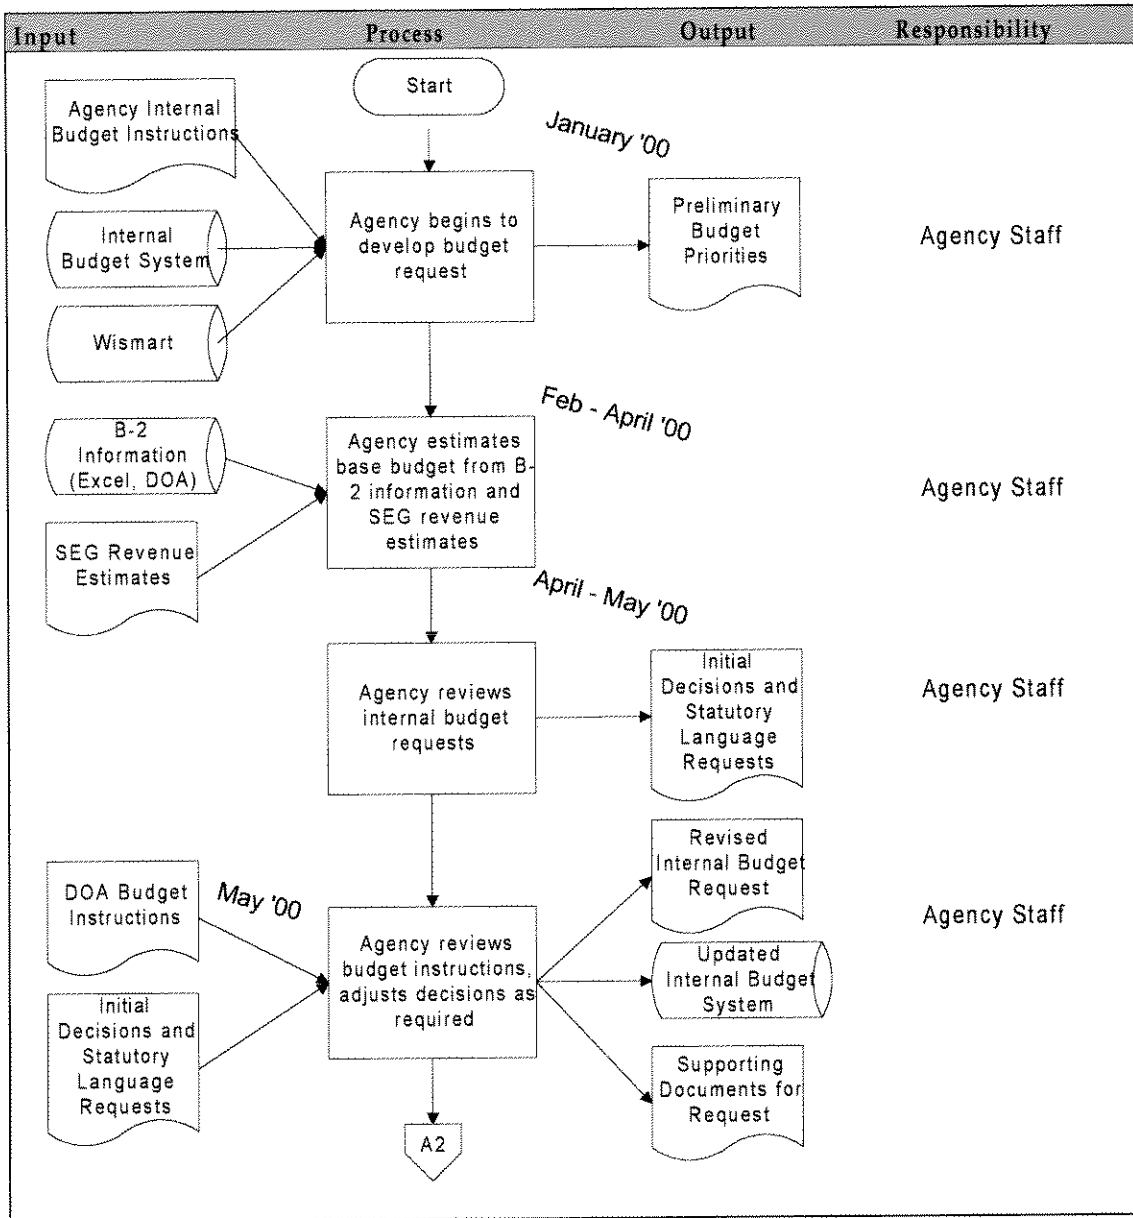 Input Process Output Responsibility
Start
January '00
Agency Internal
Budget Instructions
Internal
Budget System
Wismart
Agency begins to
develop budget
request
Preliminary
Budget
Priorities
Agency Staff
Feb - April '00
B-2
Information
(Excel, DOA)
SEG Revenue
Estimates
Agency estimates
base budget from B-
2 information and
SEG revenue
estimates
Agency Staff
April - May '00
Agency reviews
internal budget
requests
Initial
Decisions and
Statutory
Language
Requests
Agency Staff
May '00
DOA Budget
Instructions
Initial
Decisions and
Statutory
Language
Requests
Agency reviews
budget instructions,
adjusts decisions as
required
Revised
Internal Budget
Request
Updated
Internal Budget
System
Supporting
Documents for
Request
Agency Staff
A2